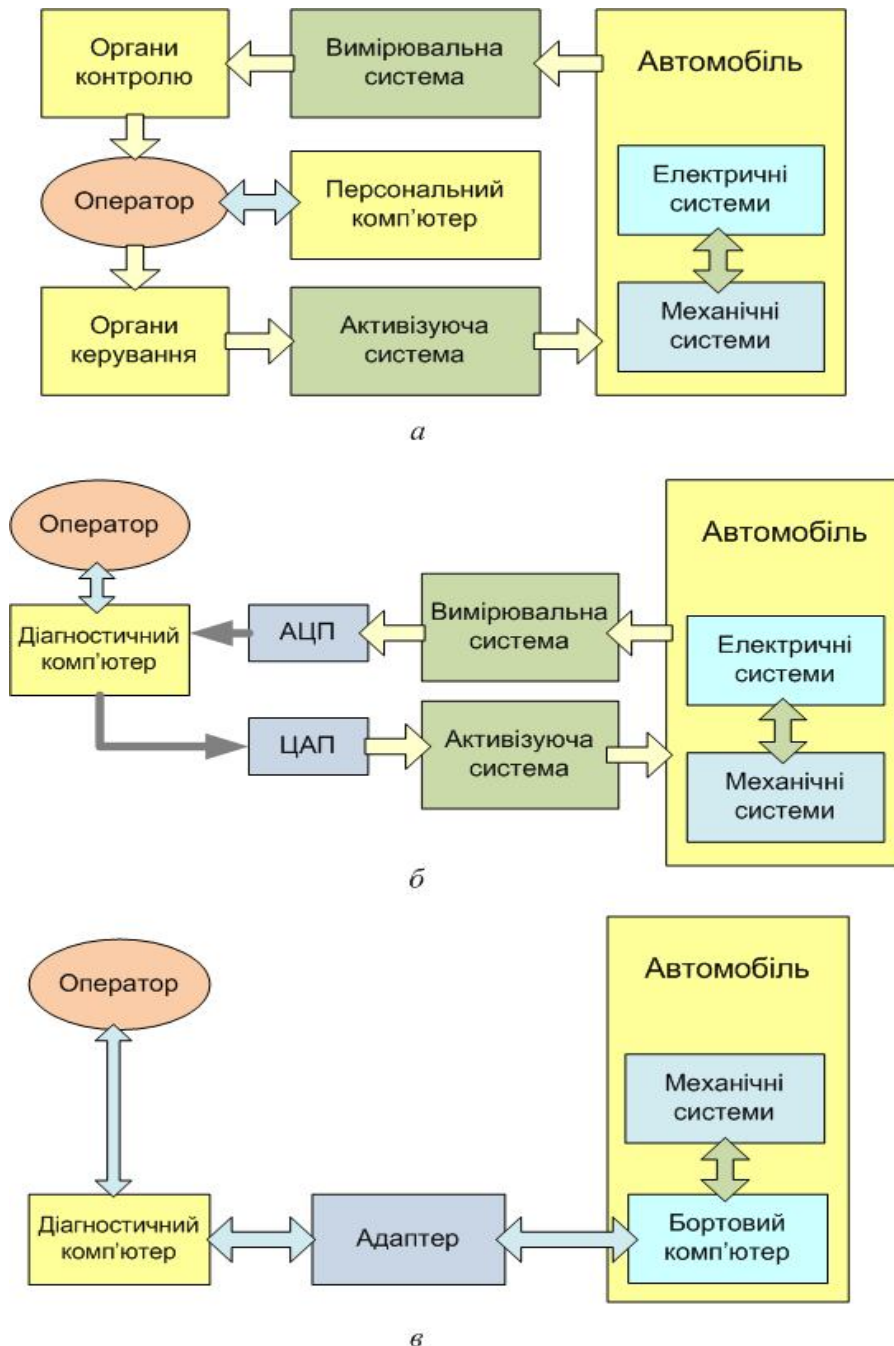 Органи
контролю
Вимірювальна
система
Автомобіль
Оператор
Персональний
комп’ютер
Електричні
системи
Органи
керування
Активізуюча
система
Механічні
системи
а
Оператор
Автомобіль
Діагностичний
комп’ютер
АЦП
Вимірювальна
система
Електричні
системи
ЦАП
Активізуюча
система
Механічні
системи
б
Оператор
Автомобіль
Механічні
системи
Діагностичний
комп’ютер
Адаптер
Бортовий
комп’ютер
в